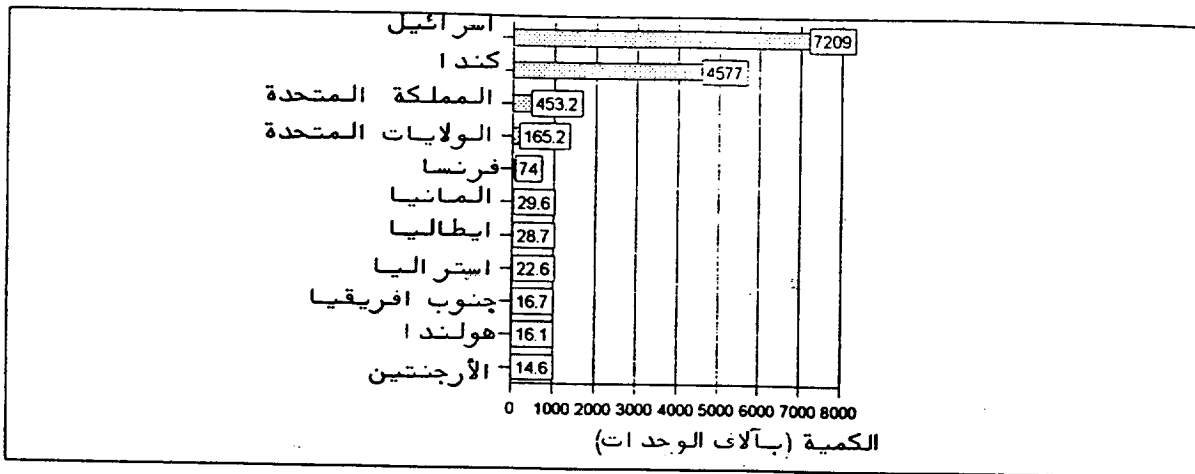 اسرائيل
7209
كندا
4577
المملكة المتحدة
453.2
الولايات المتحدة
165.2
فرنسا
74
المانيا
29.6
ايطاليا
28.7
استراليا
22.6
جنوب افريقيا
16.7
هولندا
16.1
الأرجنتين
14.6
0 1000 2000 3000 4000 5000 6000 7000 8000
الكمية (بآلاف الوحدات)